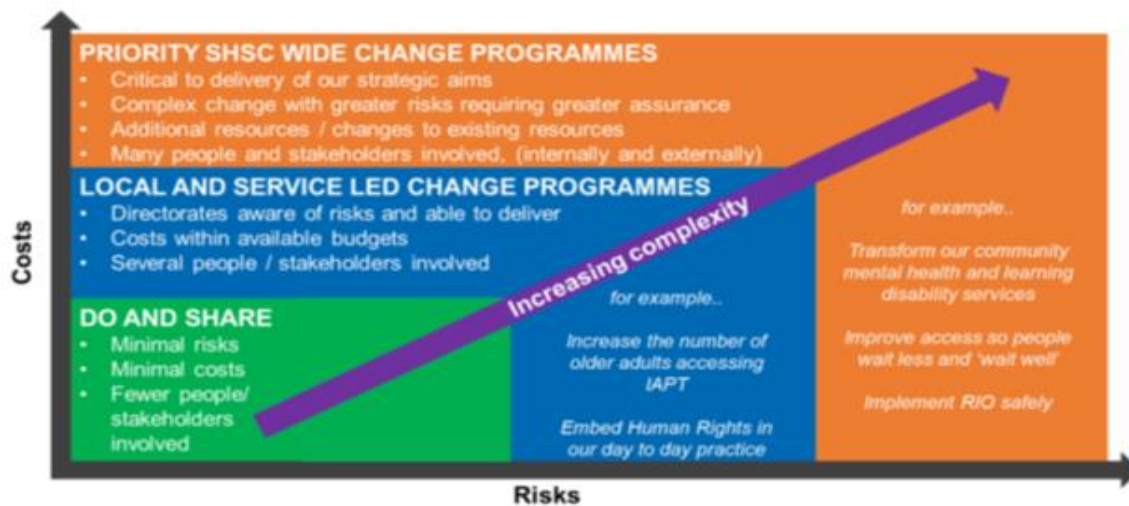 PRIORITY SHSC WIDE CHANGE PROGRAMMES
• Critical to delivery of our strategic aims
• Complex change with greater risks requiring greater assurance
• Additional resources / changes to existing resources
• Many people and stakeholders involved, (internally and externally)
LOCAL AND SERVICE LED CHANGE PROGRAMMES
• Directorates aware of risks and able to deliver
• Costs within available budgets
• Several people / stakeholders involved
DO AND SHARE
• Minimal risks
• Minimal costs
• Fewer people/
stakeholders
involved
Increasing complexity
for example..
Increase the number of
older adults accessing
IAPT
Embed Human Rights in
our day to day practice
for example..
Transform our community
mental health and learning
disability services
Improve access so people
wait less and 'wait well'
Implement RIO safely
Costs
Risks